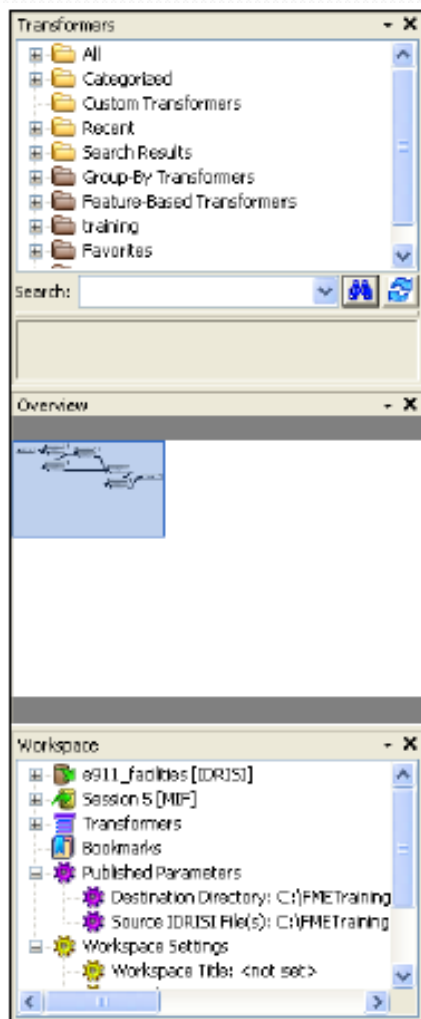 Transformers
All
Categorized
Custom Transformers
Recent
Search Results
Group-By Transformers
Feature-Based Transformers
training
Favorites
Search:
Overview
Workspace
e911_facilities [IDRISI]
Session 5 [MIF]
Transformers
Bookmarks
Published Parameters
Destination Directory: C:\FMETraining
Source IDRISI File(s): C:\FMETraining
Workspace Settings
Workspace Title: <not set>